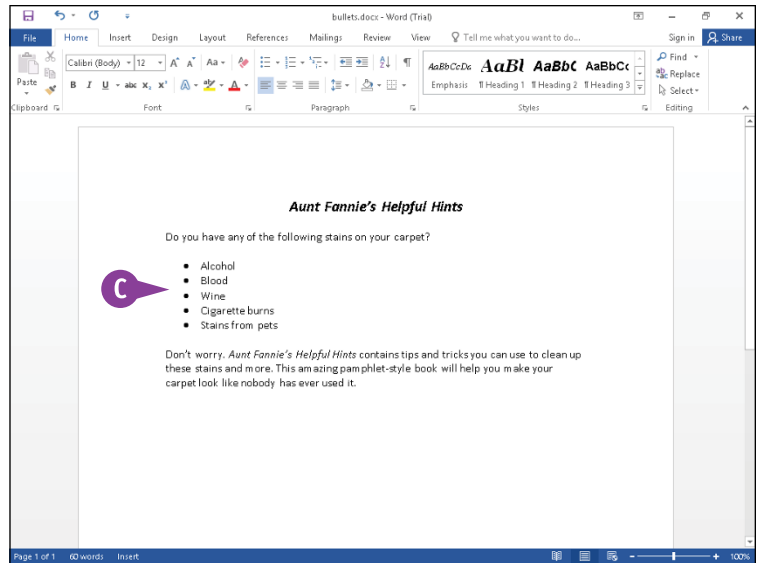 bullets.docx - Word (Trial)
File Home Insert Design Layout References Mailings Review View Tell me what you want to do... Sign in Share
Calibri (Body) 12 A A Aa
Paste
B I U abc x₂ x² A A
AaBbCcDc AaBl AaBbC AaBbCc
Emphasis ¶ Heading 1 ¶ Heading 2 ¶ Heading 3
Find
Replace
Select
Clipboard Font Paragraph Styles Editing
Aunt Fannie's Helpful Hints
Do you have any of the following stains on your carpet?
• Alcohol
• Blood
C
• Wine
• Cigarette burns
• Stains from pets
Don't worry. Aunt Fannie's Helpful Hints contains tips and tricks you can use to clean up
these stains and more. This amazing pamphlet-style book will help you make your
carpet look like nobody has ever used it.
Page 1 of 1 60 words Insert 100%